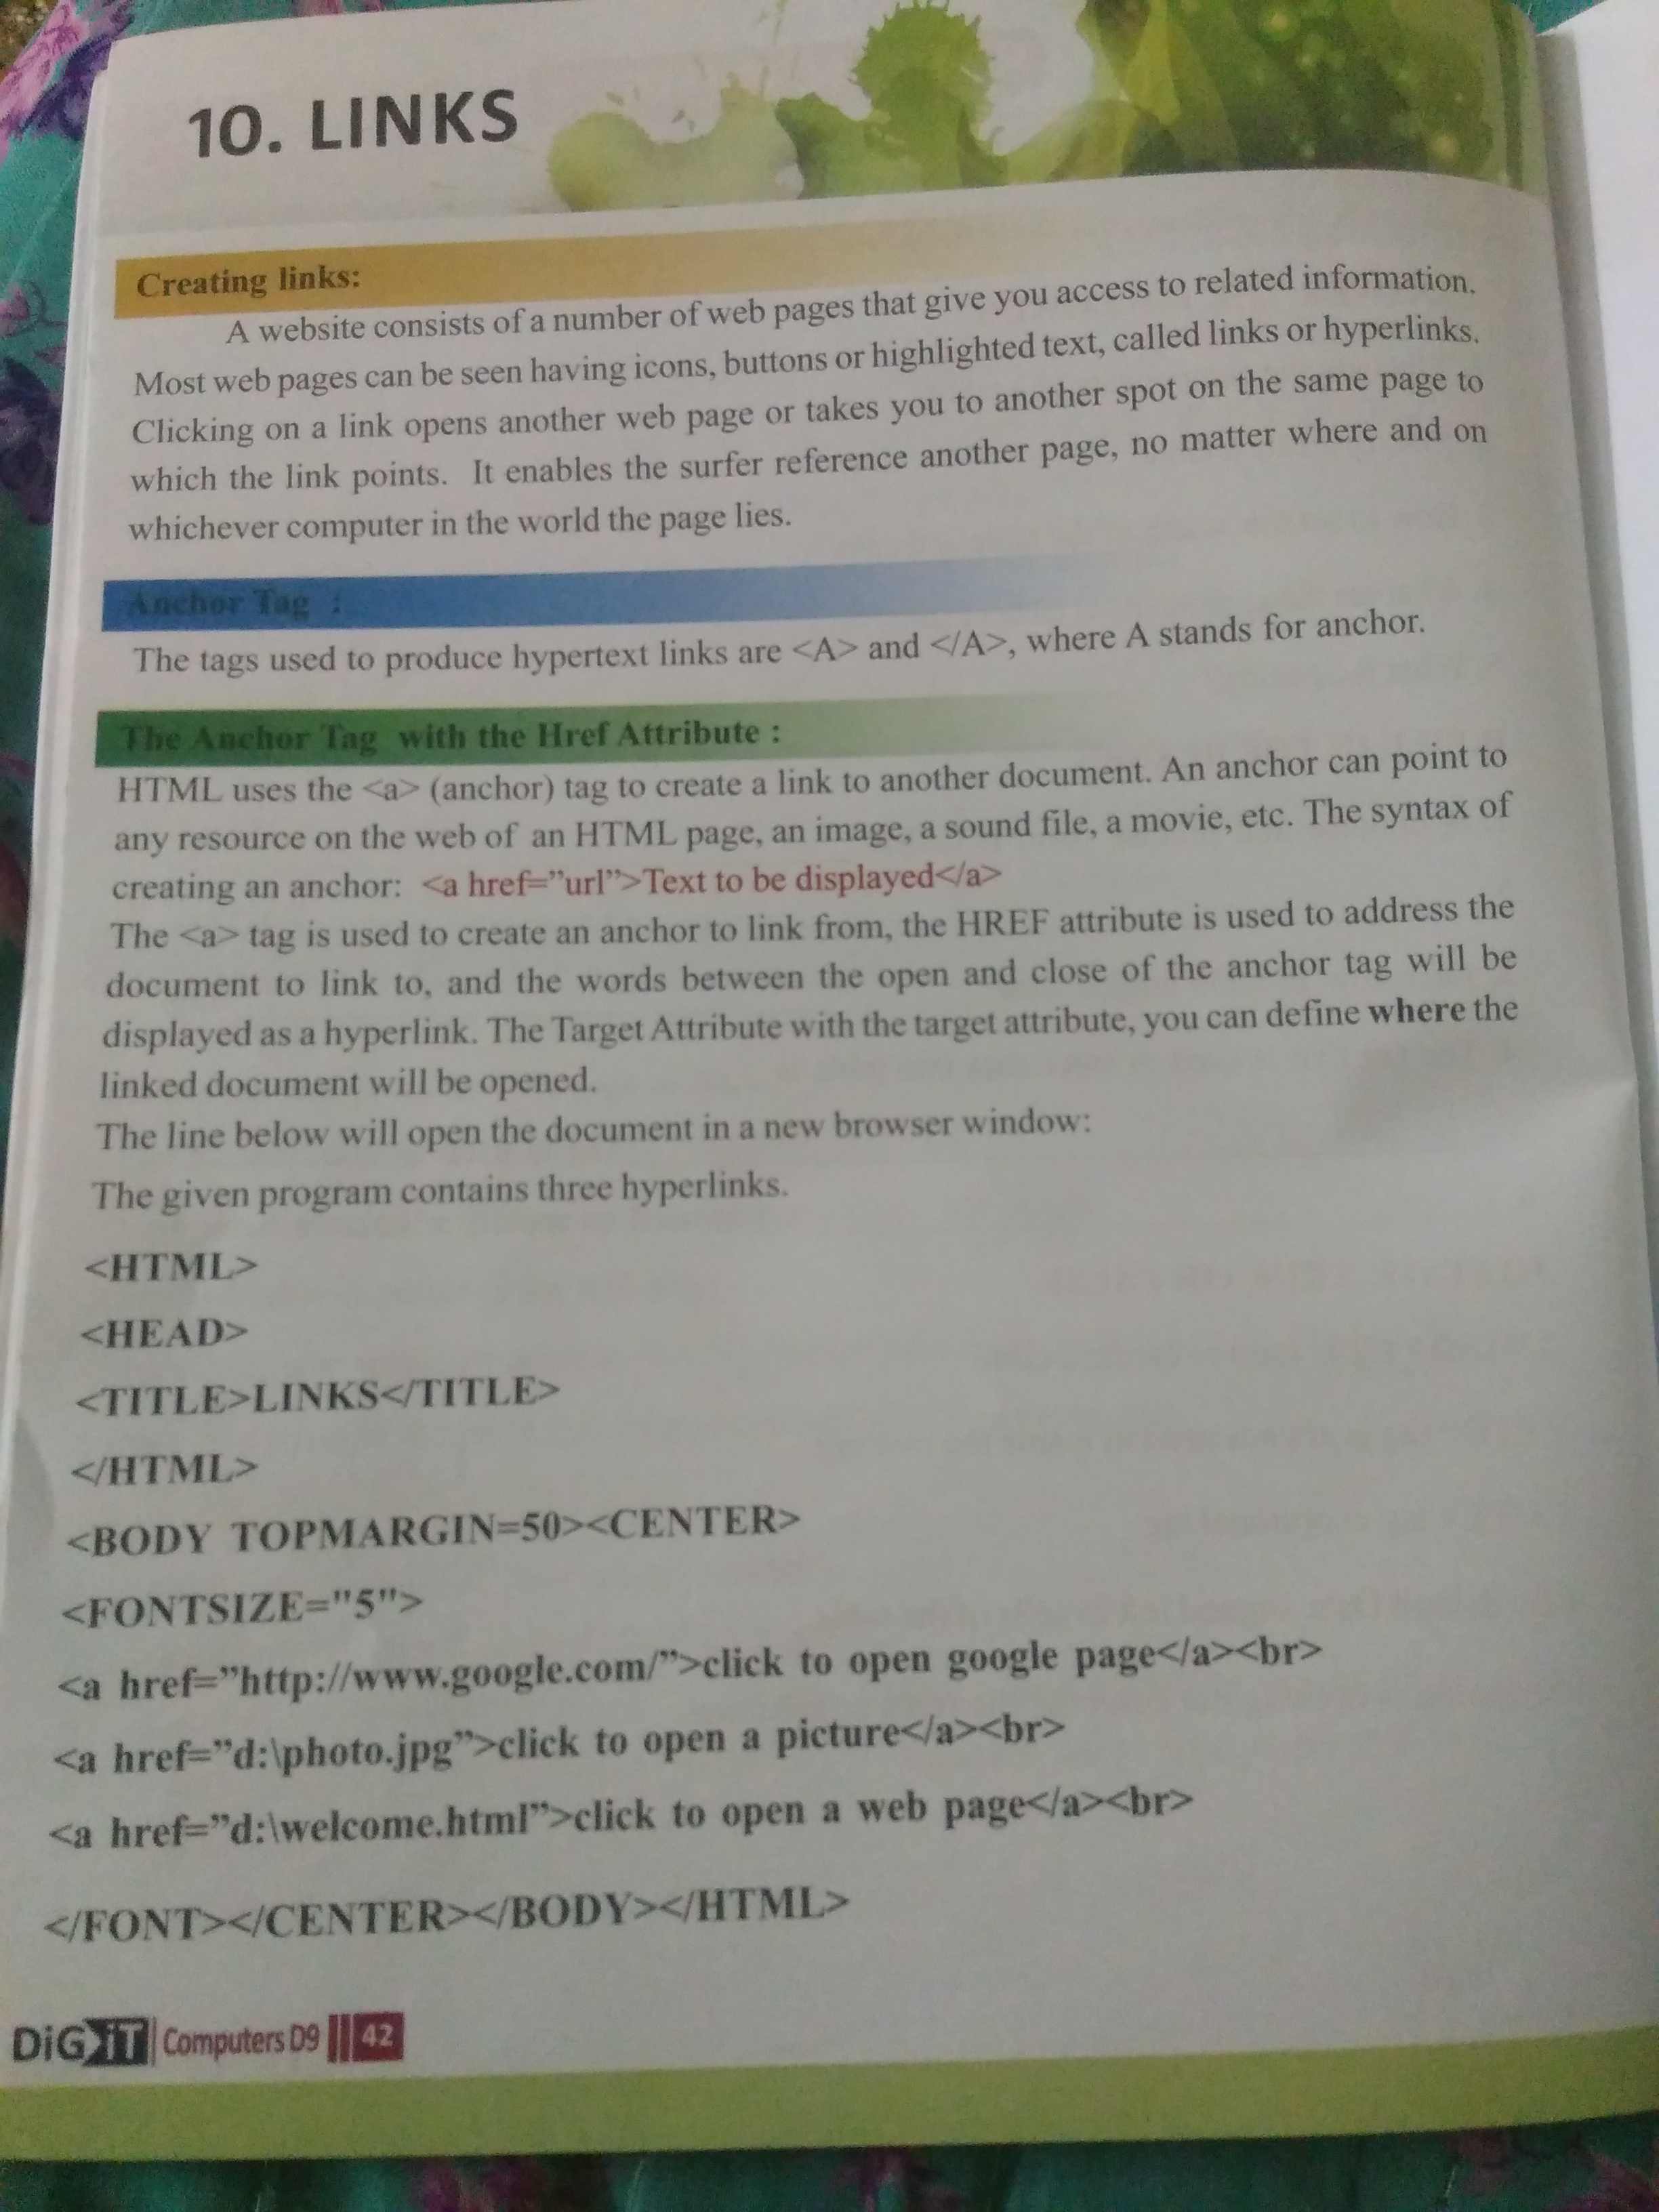 10. LINKS
Creating links:
A website consists of a number of web pages that give you access to related information.
Most web pages can be seen having icons, buttons or highlighted text, called links or hyperlinks.
Clicking on a link opens another web page or takes you to another spot on the same page to
which the link points. It enables the surfer reference another page, no matter where and on
whichever computer in the world the page lies.
Anchor Tag :
The tags used to produce hypertext links are <A> and </A>, where A stands for anchor.
The Anchor Tag with the Href Attribute :
HTML uses the <a> (anchor) tag to create a link to another document. An anchor can point to
any resource on the web of an HTML page, an image, a sound file, a movie, etc. The syntax of
creating an anchor: <a href=”url”>Text to be displayed</a>
The <a> tag is used to create an anchor to link from, the HREF attribute is used to address the
document to link to, and the words between the open and close of the anchor tag will be
displayed as a hyperlink. The Target Attribute with the target attribute, you can define where the
linked document will be opened.
The line below will open the document in a new browser window:
The given program contains three hyperlinks.
<HTML>
<HEAD>
<TITLE>LINKS</TITLE>
</HTML>
<BODY TOPMARGIN=50><CENTER>
<FONTSIZE="5">
<a href=”http://www.google.com/”>click to open google page</a><br>
<a href=”d:\photo.jpg”>click to open a picture</a><br>
<a href=”d:\welcome.html”>click to open a web page</a><br>
</FONT></CENTER></BODY></HTML>
DiGiT Computers D9 42